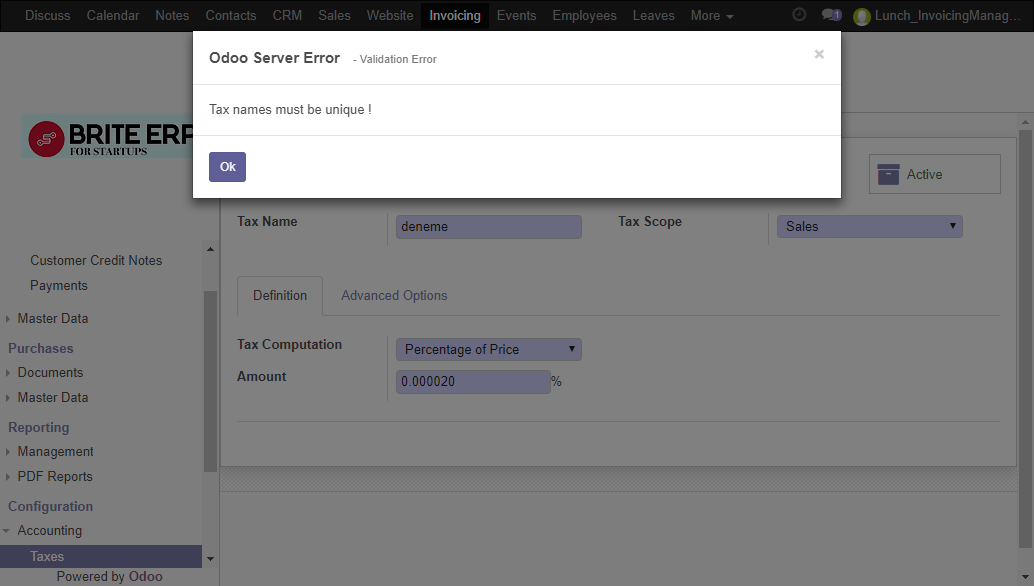 Discuss Calendar Notes Contacts CRM Sales Website Invoicing Events Employees Leaves More 1 Lunch_InvoicingManag...
Odoo Server Error - Validation Error ×
Tax names must be unique !
Ok
BRITE ERP
FOR STARTUPS
Active
Tax Name deneme Tax Scope Sales
Customer Credit Notes
Payments
Master Data
Purchases
Documents
Master Data
Reporting
Management
PDF Reports
Configuration
Accounting
Taxes
Powered by Odoo
Definition Advanced Options
Tax Computation Percentage of Price
Amount 0.000020 %